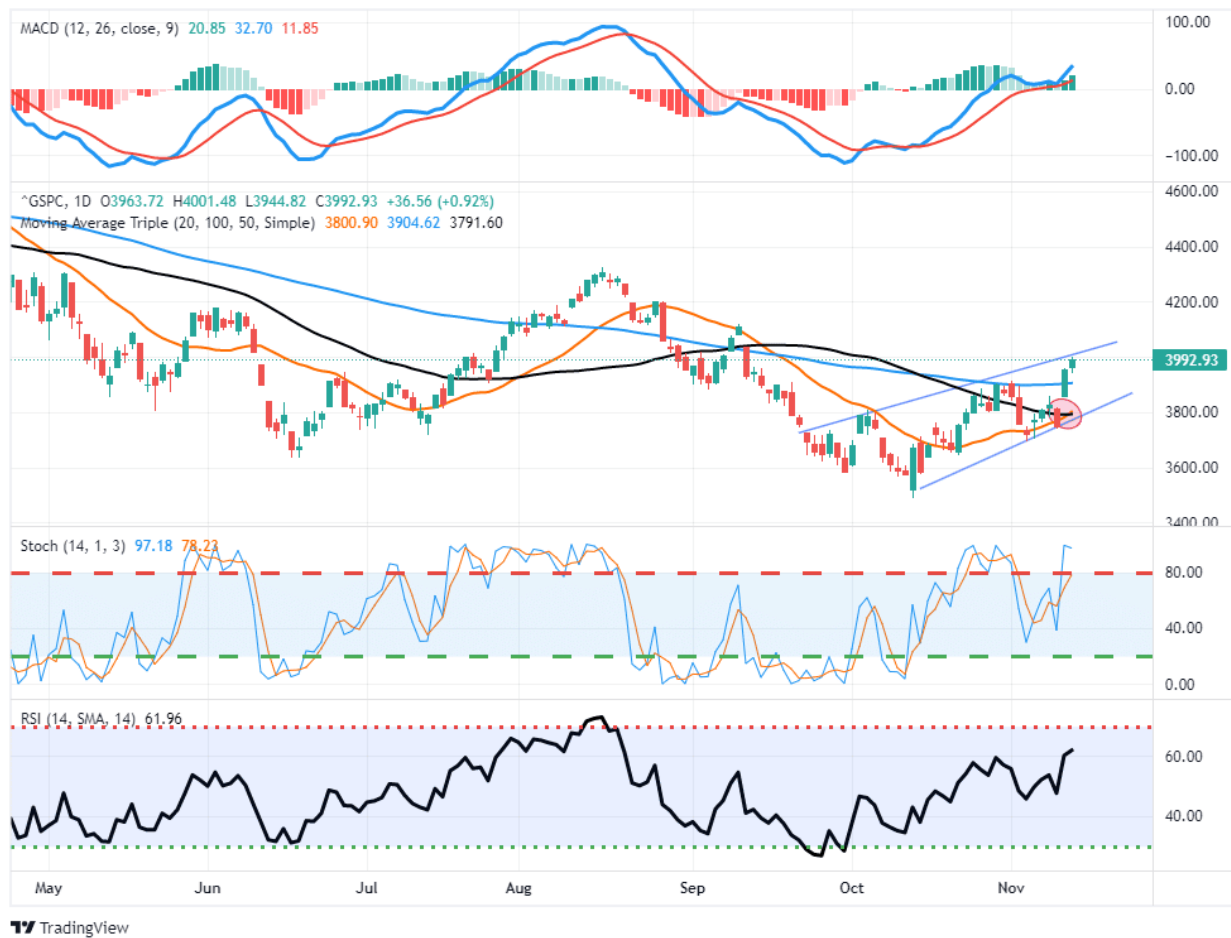 MACD (12, 26, close, 9) 20.85 32.70 11.85
100.00
0.00
−100.00
^GSPC, 1D O3963.72 H4001.48 L3944.82 C3992.93 +36.56 (+0.92%)
Moving Average Triple (20, 100, 50, Simple) 3800.90 3904.62 3791.60
4600.00
4400.00
4200.00
3992.93
3800.00
3600.00
3400.00
Stoch (14, 1, 3) 97.18 78.23
80.00
40.00
0.00
RSI (14, SMA, 14) 61.96
60.00
40.00
May Jun Jul Aug Sep Oct Nov
TradingView